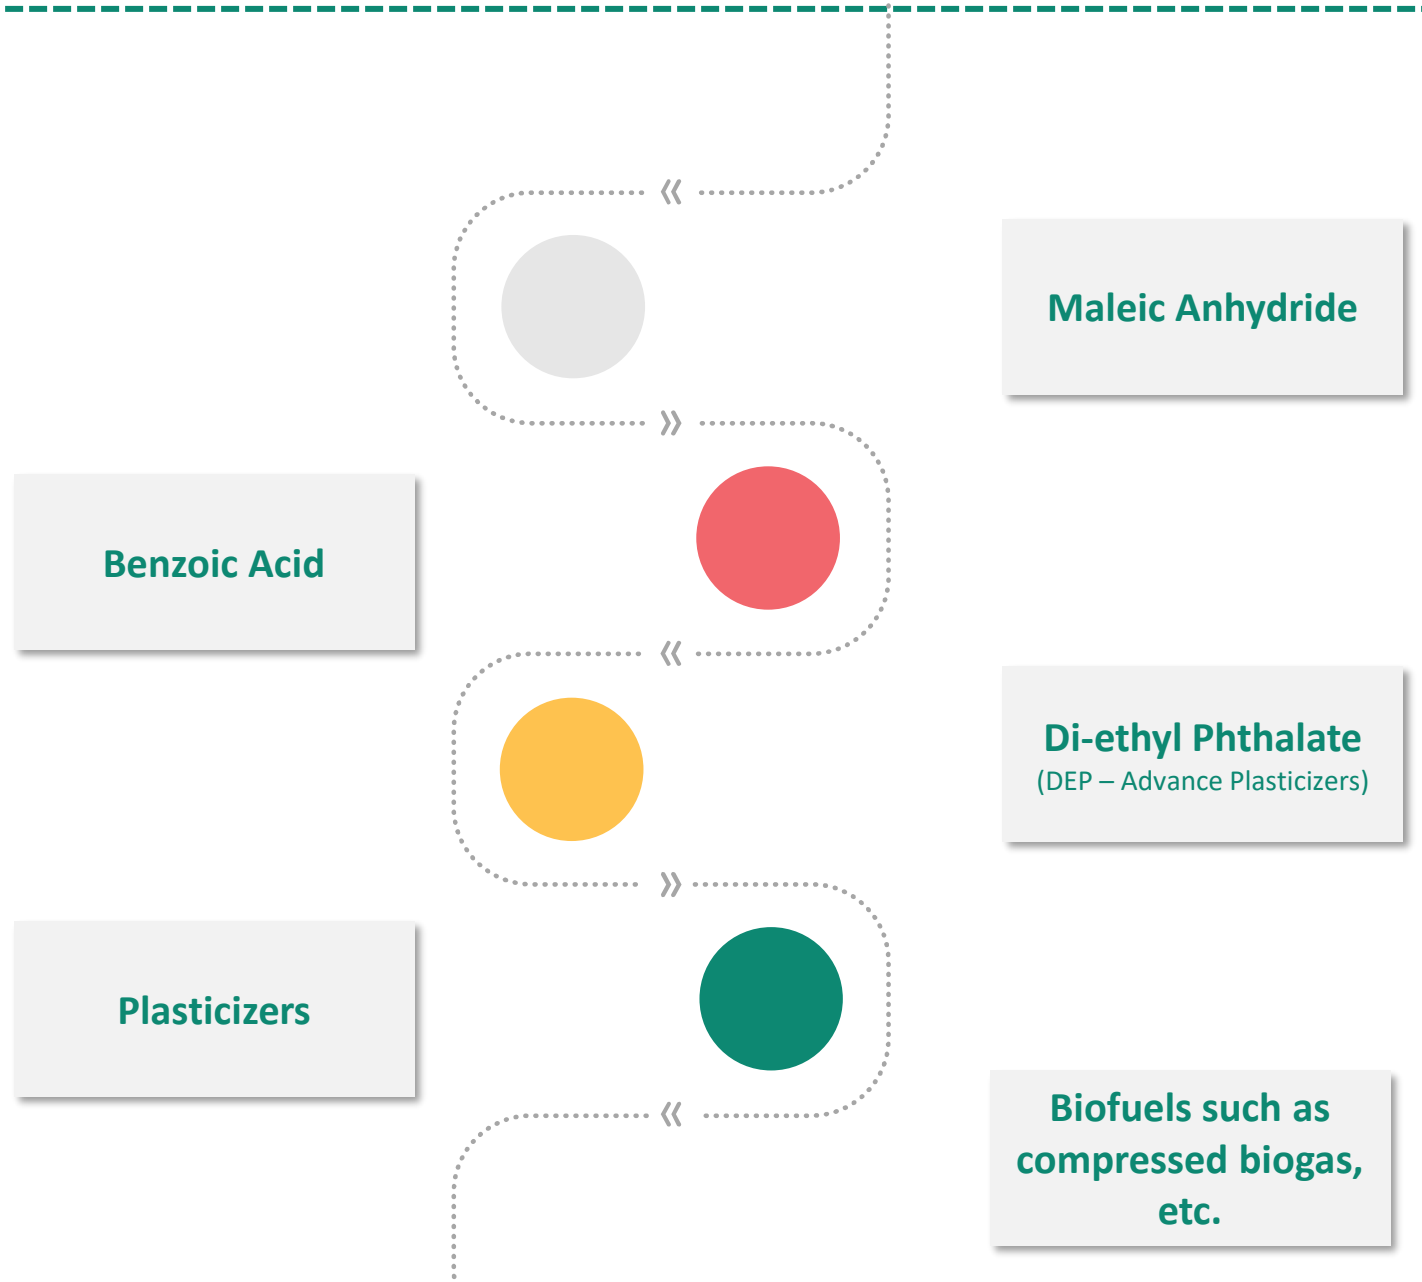 Maleic Anhydride
Benzoic Acid
Di-ethyl Phthalate
(DEP – Advance Plasticizers)
Plasticizers
Biofuels such as
compressed biogas,
etc.